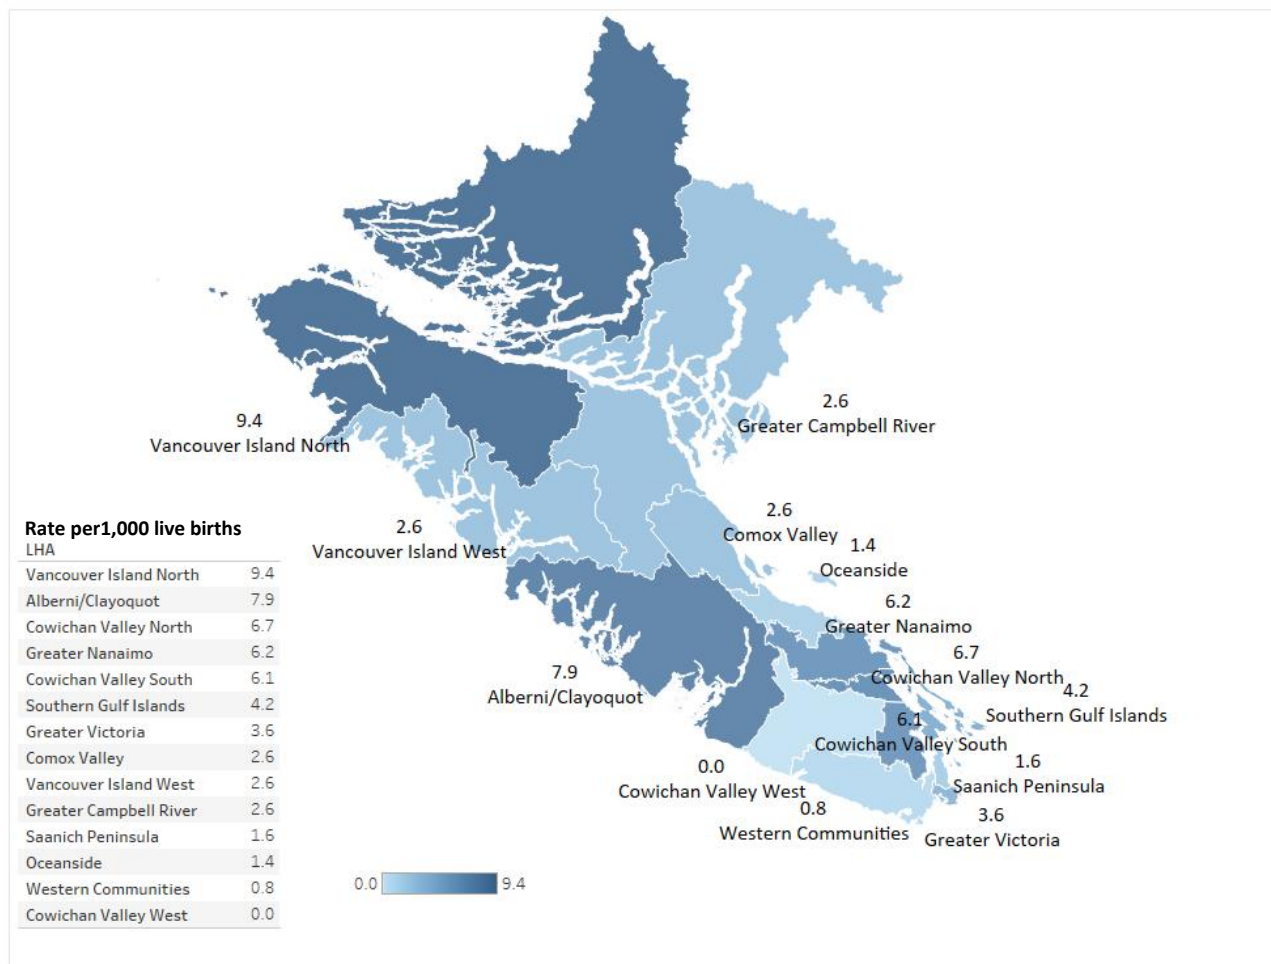 9.4
Vancouver Island North
2.6
Greater Campbell River
2.6
Vancouver Island West
2.6
Comox Valley
1.4
Oceanside
6.2
Greater Nanaimo
6.7
Cowichan Valley North
7.9
Alberni/Clayoquot
4.2
Southern Gulf Islands
6.1
Cowichan Valley South
0.0
Cowichan Valley West
1.6
Saanich Peninsula
0.8
Western Communities
3.6
Greater Victoria
Rate per1,000 live births
LHA
Vancouver Island North 9.4
Alberni/Clayoquot 7.9
Cowichan Valley North 6.7
Greater Nanaimo 6.2
Cowichan Valley South 6.1
Southern Gulf Islands 4.2
Greater Victoria 3.6
Comox Valley 2.6
Vancouver Island West 2.6
Greater Campbell River 2.6
Saanich Peninsula 1.6
Oceanside 1.4
Western Communities 0.8
Cowichan Valley West 0.0
0.0 9.4